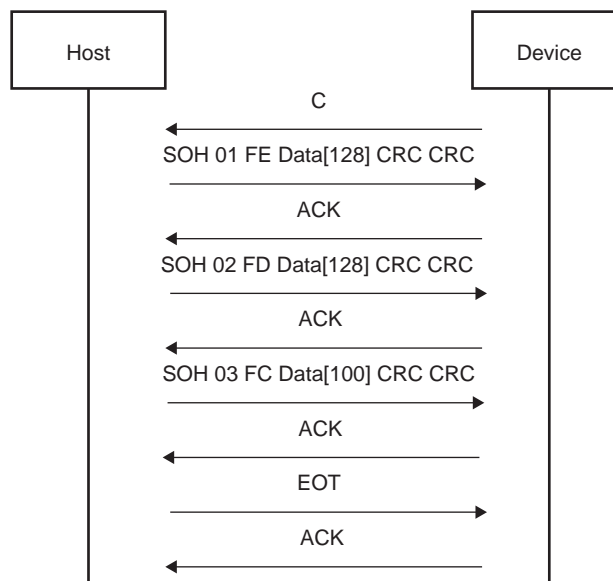 Host
Device
C
SOH 01 FE Data[128] CRC CRC
ACK
SOH 02 FD Data[128] CRC CRC
ACK
SOH 03 FC Data[100] CRC CRC
ACK
EOT
ACK